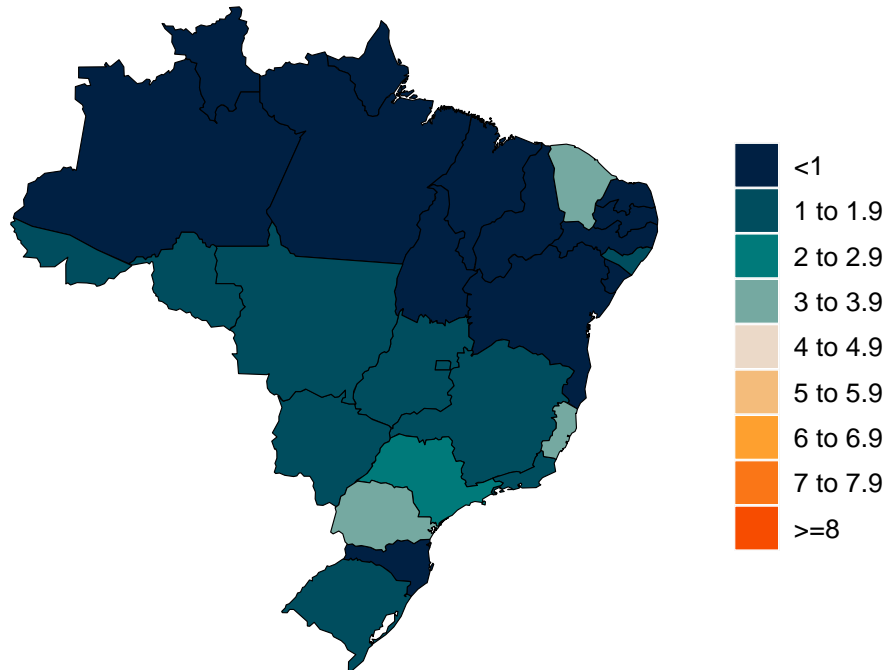 <1
1 to 1.9
2 to 2.9
3 to 3.9
4 to 4.9
5 to 5.9
6 to 6.9
7 to 7.9
>=8